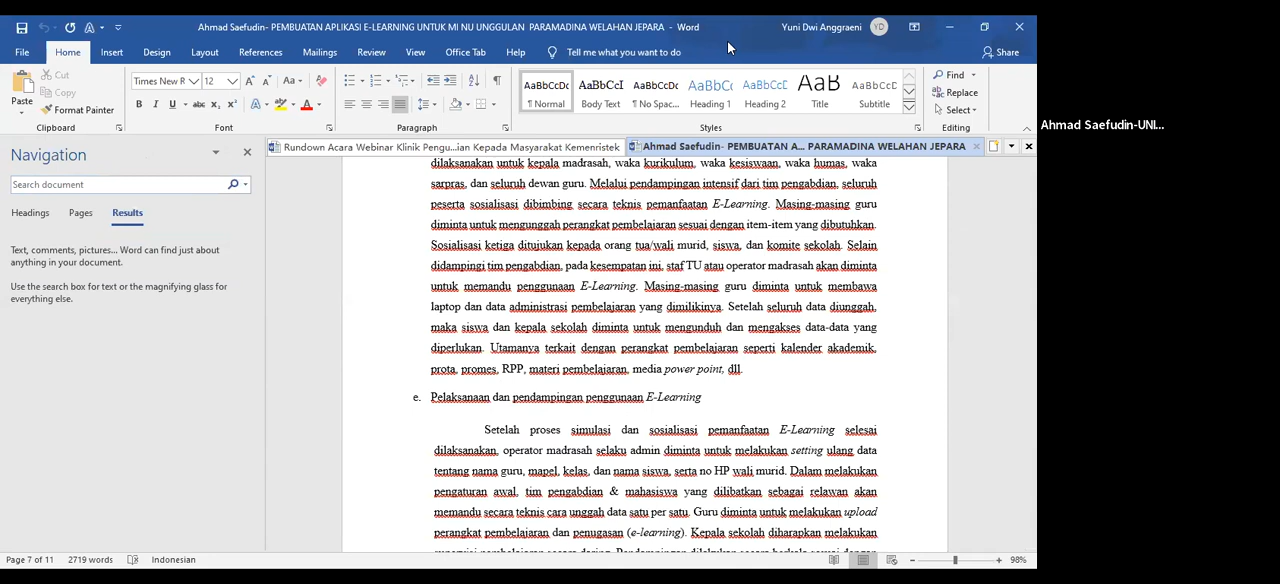 Ahmad Saefudin- PEMBUATAN APLIKASI E-LEARNING UNTUK MI NU UNGGULAN PARAMADINA WELAHAN JEPARA - Word
Yuni Dwi Anggraeni
YD
File Home Insert Design Layout References Mailings Review View Office Tab Help Tell me what you want to do
Share
Paste
Cut
Copy
Format Painter
Clipboard
Times New R 12
Font
Paragraph
AaBbCcDc AaBbCcI AaBbCcDc AaBbCc AaBbCcD AaB AaBbCcD
¶ Normal Body Text ¶ No Spac... Heading 1 Heading 2 Title Subtitle
Styles
Find
Replace
Select
Editing
Ahmad Saefudin-UNI...
Rundown Acara Webinar Klinik Pengu...ian Kepada Masyarakat Kemenristek
Ahmad Saefudin- PEMBUATAN A... PARAMADINA WELAHAN JEPARA
Navigation
Search document
Headings Pages Results
Text, comments, pictures... Word can find just about
anything in your document.
Use the search box for text or the magnifying glass for
everything else.
dilaksanakan untuk kepala madrasah, waka kurikulum, waka kesiswaan, waka humas, waka
sarpras, dan seluruh dewan guru. Melalui pendampingan intensif dari tim pengabdian, seluruh
peserta sosialisasi dibimbing secara teknis pemanfaatan E-Learning. Masing-masing guru
diminta untuk mengunggah perangkat pembelajaran sesuai dengan item-item yang dibutuhkan.
Sosialisasi ketiga ditujukan kepada orang tua/wali murid, siswa, dan komite sekolah. Selain
didampingi tim pengabdian, pada kesempatan ini, staf TU atau operator madrasah akan diminta
untuk memandu penggunaan E-Learning. Masing-masing guru diminta untuk membawa
laptop dan data administrasi pembelajaran yang dimilikinya. Setelah seluruh data diunggah,
maka siswa dan kepala sekolah diminta untuk mengunduh dan mengakses data-data yang
diperlukan. Utamanya terkait dengan perangkat pembelajaran seperti kalender akademik,
prota, promes, RPP, materi pembelajaran, media power point, dll.
e. Pelaksanaan dan pendampingan penggunaan E-Learning
Setelah proses simulasi dan sosialisasi pemanfaatan E-Learning selesai
dilaksanakan, operator madrasah selaku admin diminta untuk melakukan setting ulang data
tentang nama guru, mapel, kelas, dan nama siswa, serta no HP wali murid. Dalam melakukan
pengaturan awal, tim pengabdian & mahasiswa yang dilibatkan sebagai relawan akan
memandu secara teknis cara unggah data satu per satu. Guru diminta untuk melakukan upload
perangkat pembelajaran dan penugasan (e-learning). Kepala sekolah diharapkan melakukan
Page 7 of 11 2719 words Indonesian
98%